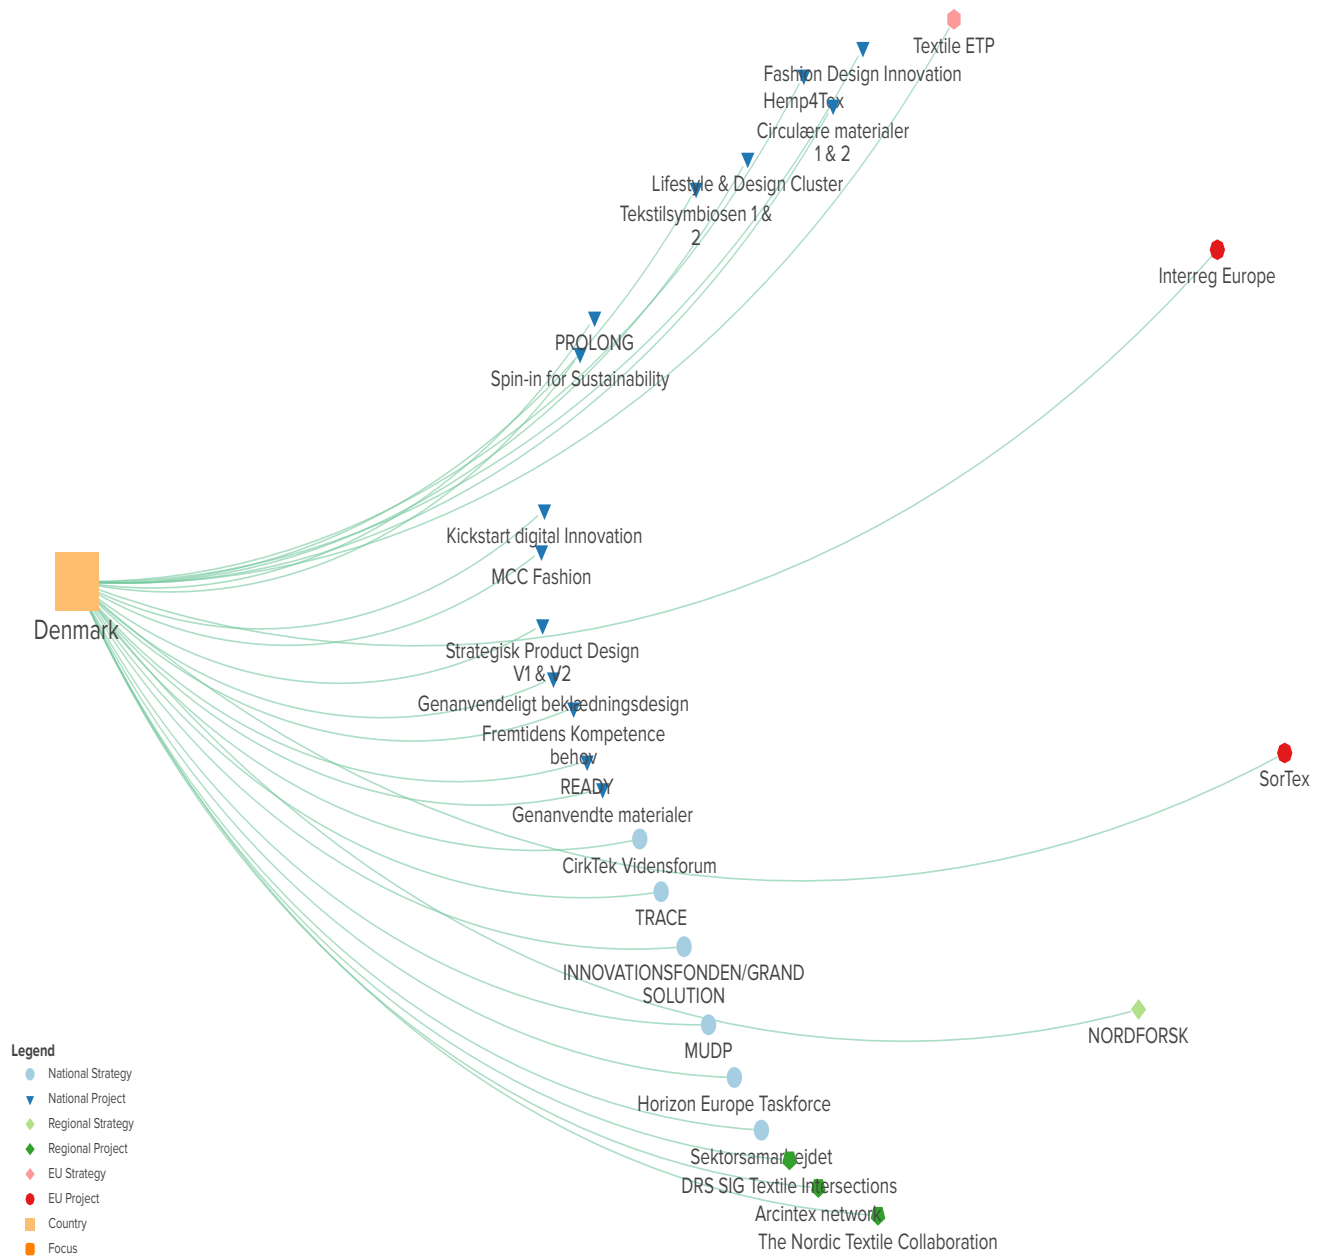 Textile ETP
Fashion Design Innovation
Hemp4Tex
Circulære materialer
1 & 2
Lifestyle & Design Cluster
Tekstilsymbiosen 1 &
2
Interreg Europe
PROLONG
Spin-in for Sustainability
Kickstart digital Innovation
MCC Fashion
Denmark
Strategisk Product Design
V1 & V2
Genanvendeligt beklædningsdesign
Fremtidens Kompetence
behov
READY
SorTex
Genanvendte materialer
CirkTek Vidensforum
TRACE
INNOVATIONSFONDEN/GRAND
SOLUTION
NORDFORSK
MUDP
Horizon Europe Taskforce
Sektorsamarbejdet
DRS SIG Textile Intersections
Arcintex network
The Nordic Textile Collaboration
Legend
National Strategy
National Project
Regional Strategy
Regional Project
EU Strategy
EU Project
Country
Focus